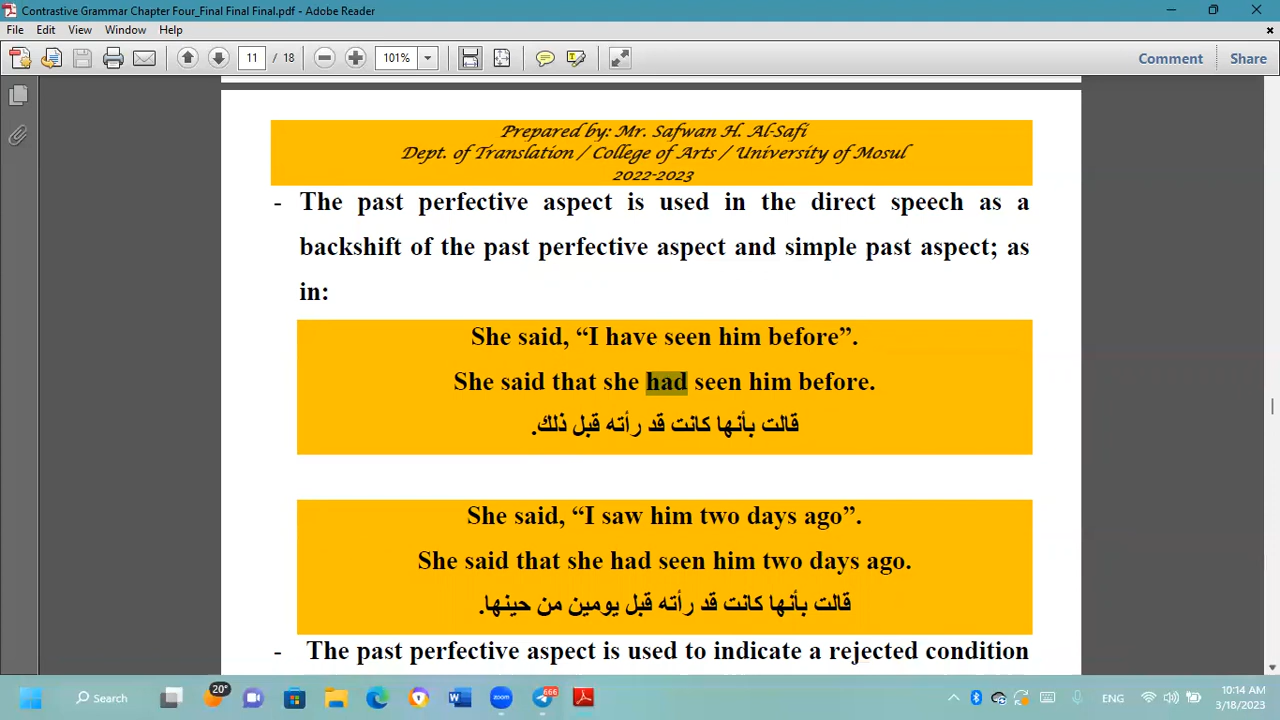 Contrastive Grammar Chapter Four_Final Final Final.pdf - Adobe Reader
File Edit View Window Help
11 / 18 101% Comment Share
Prepared by: Mr. Safwan H. Al-Safi
Dept. of Translation / College of Arts / University of Mosul
2022-2023
- The past perfective aspect is used in the direct speech as a
backshift of the past perfective aspect and simple past aspect; as
in:
She said, “I have seen him before”.
She said that she had seen him before.
قالت بأنها كانت قد رأته قبل ذلك.
She said, “I saw him two days ago”.
She said that she had seen him two days ago.
قالت بأنها كانت قد رأته قبل يومين من حينها.
- The past perfective aspect is used to indicate a rejected condition
Search 20° zoom 666 ENG 10:14 AM
3/18/2023